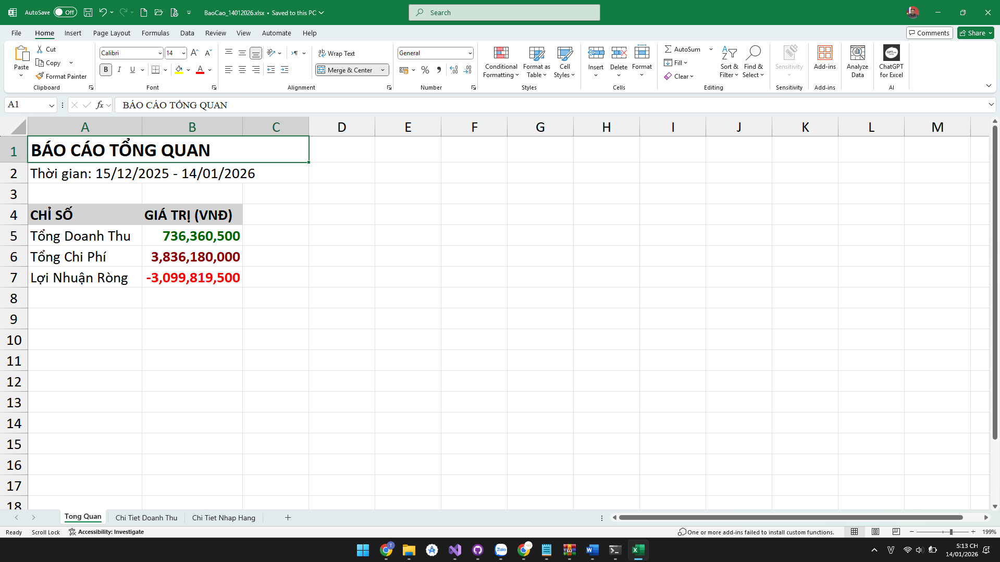 AutoSave Off BaoCao_14012026.xlsx • Saved to this PC Search
File Home Insert Page Layout Formulas Data Review View Automate Help Comments Share
Paste Cut Copy Format Painter Clipboard
Calibri 14 B I U Font
Wrap Text Merge & Center Alignment
General % Number
Conditional Formatting Format as Table Cell Styles Styles
Insert Delete Format Cells
AutoSum Fill Clear Sort & Filter Find & Select Editing
Sensitivity Sensitivity
Add-ins Add-ins
Analyze Data
ChatGPT for Excel AI
A1 fx BÁO CÁO TỔNG QUAN
A B C D E F G H I J K L M
1 BÁO CÁO TỔNG QUAN
2 Thời gian: 15/12/2025 - 14/01/2026
3
4 CHỈ SỐ GIÁ TRỊ (VNĐ)
5 Tổng Doanh Thu 736,360,500
6 Tổng Chi Phí 3,836,180,000
7 Lợi Nhuận Ròng -3,099,819,500
8
9
10
11
12
13
14
15
16
17
18
Tong Quan Chi Tiet Doanh Thu Chi Tiet Nhap Hang
Ready Scroll Lock Accessibility: Investigate One or more add-ins failed to install custom functions. 199%
5:13 CH
14/01/2026